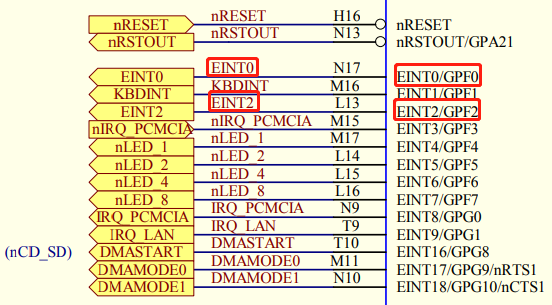 nRESET nRESET H16 nRESET
nRSTOUT nRSTOUT N13 nRSTOUT/GPA21
EINT0 EINT0 N17 EINT0/GPF0
KBDINT KBDINT M16 EINT1/GPF1
EINT2 EINT2 L13 EINT2/GPF2
nIRQ_PCMCIA nIRQ_PCMCIA M15 EINT3/GPF3
nLED_1 nLED_1 M17 EINT4/GPF4
nLED_2 nLED_2 L14 EINT5/GPF5
nLED_4 nLED_4 L15 EINT6/GPF6
nLED_8 nLED_8 L16 EINT7/GPF7
IRQ_PCMCIA IRQ_PCMCIA N9 EINT8/GPG0
IRQ_LAN IRQ_LAN T9 EINT9/GPG1
(nCD_SD) DMASTART DMASTART T10 EINT16/GPG8
DMAMODE0 DMAMODE0 M11 EINT17/GPG9/nRTS1
DMAMODE1 DMAMODE1 N10 EINT18/GPG10/nCTS1